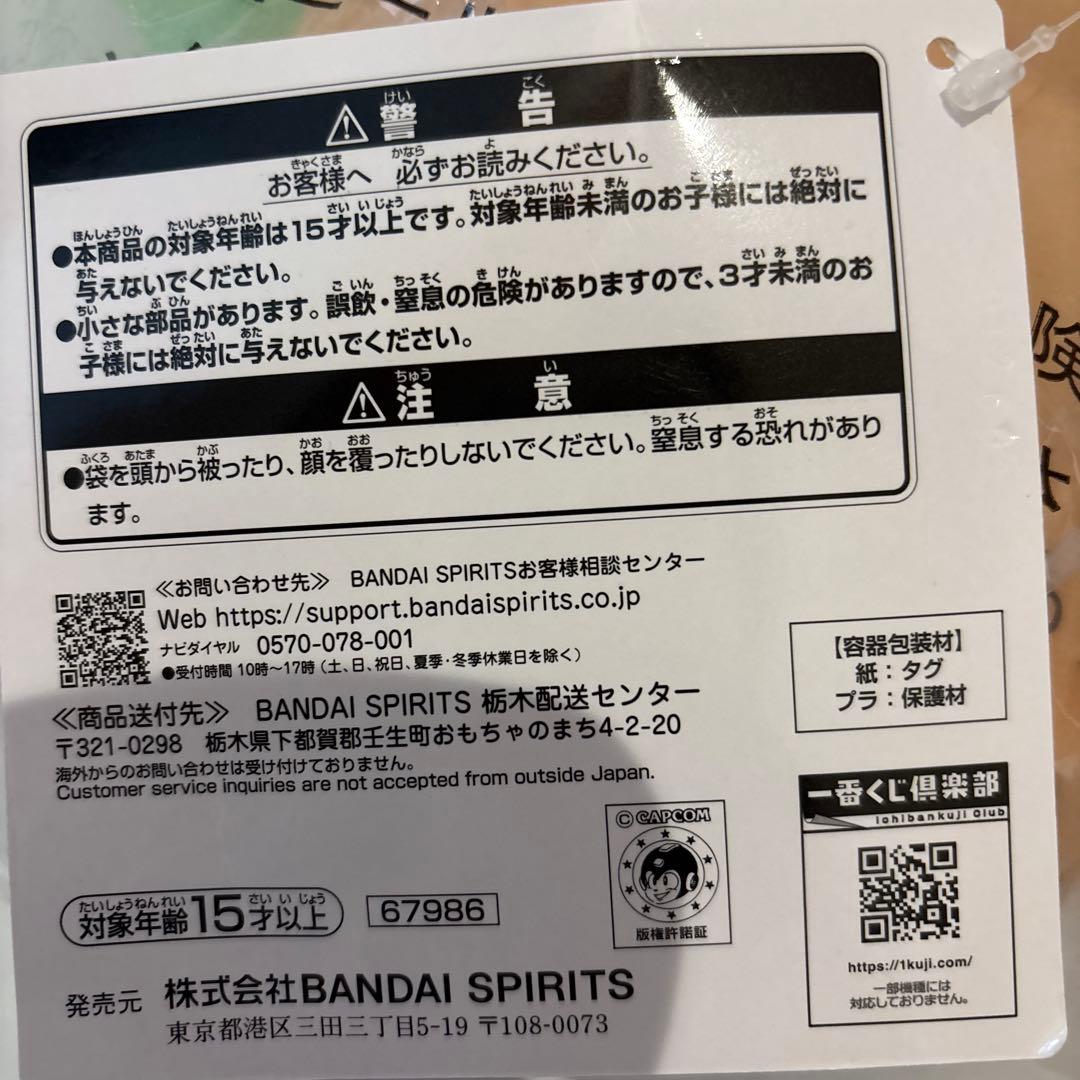 ⚠警告
お客様へ 必ずお読みください。
●本商品の対象年齢は15才以上です。対象年齢未満のお子様には絶対に
与えないでください。
●小さな部品があります。誤飲・窒息の危険がありますので、3才未満のお
子様には絶対に与えないでください。
⚠注意
●袋を頭から被ったり、顔を覆ったりしないでください。窒息する恐れがあり
ます。
≪お問い合わせ先≫ BANDAI SPIRITSお客様相談センター
Web https://support.bandaispirits.co.jp
ナビダイヤル 0570-078-001
●受付時間 10時~17時(土、日、祝日、夏季・冬季休業日を除く)
≪商品送付先≫ BANDAI SPIRITS 栃木配送センター
〒321-0298 栃木県下都賀郡壬生町おもちゃのまち4-2-20
海外からのお問い合わせは受け付けておりません。
Customer service inquiries are not accepted from outside Japan.
【容器包装材】
紙:タグ
プラ:保護材
©CAPCOM
版権許諾証
一番くじ倶楽部
Ichibankuji Club
https://1kuji.com/
一部機種には
対応しておりません。
対象年齢15才以上
67986
発売元 株式会社BANDAI SPIRITS
東京都港区三田三丁目5-19 〒108-0073
険